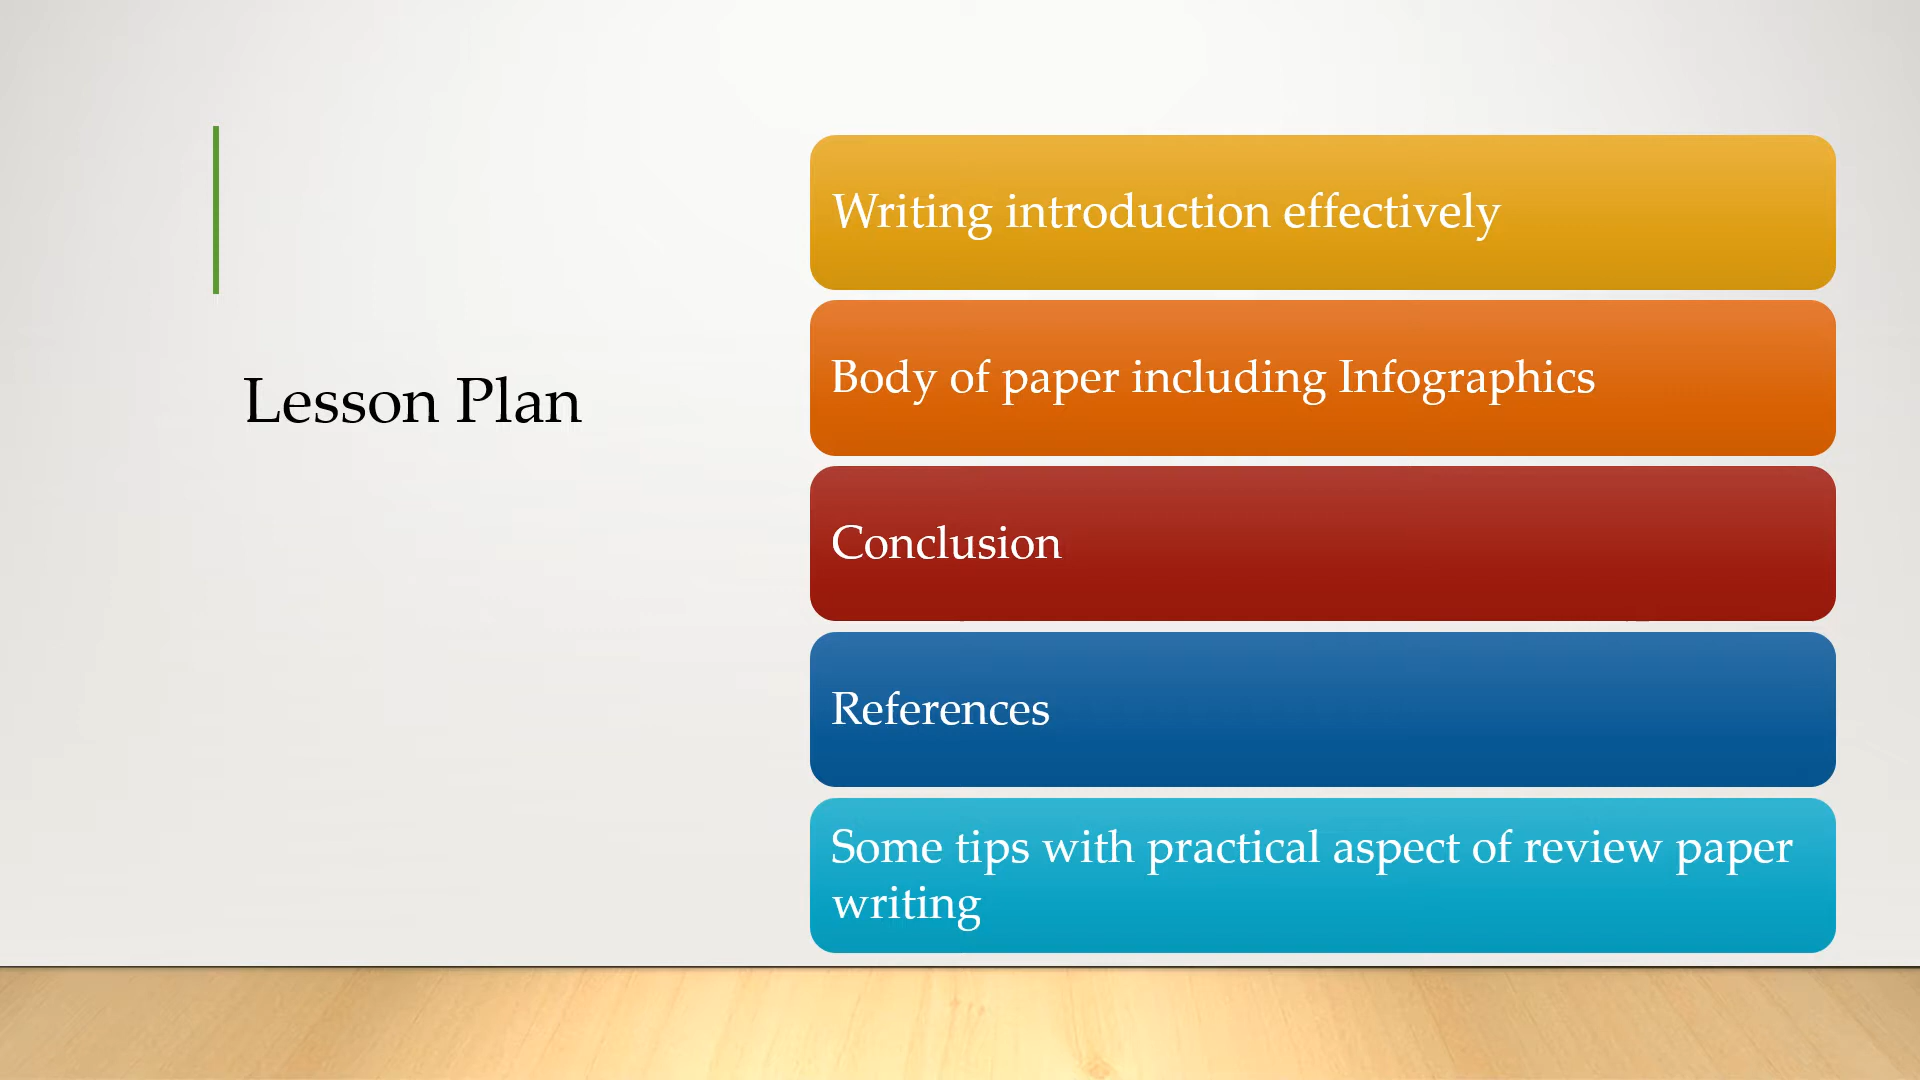 Lesson Plan
Writing introduction effectively
Body of paper including Infographics
Conclusion
References
Some tips with practical aspect of review paper
writing